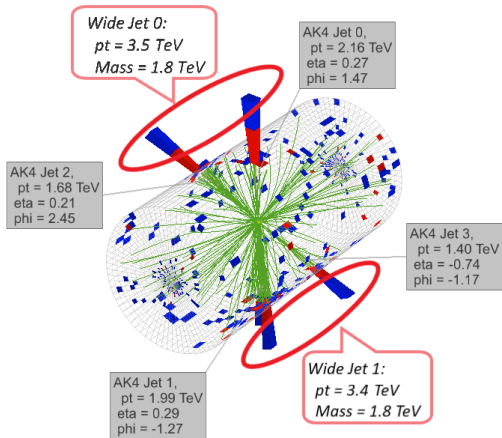 Wide Jet 0:
pt = 3.5 TeV
Mass = 1.8 TeV
AK4 Jet 0,
pt = 2.16 TeV
eta = 0.27
phi = 1.47
AK4 Jet 2,
pt = 1.68 TeV
eta = 0.21
phi = 2.45
AK4 Jet 3,
pt = 1.40 TeV
eta = -0.74
phi = -1.17
AK4 Jet 1,
pt = 1.99 TeV
eta = 0.29
phi = -1.27
Wide Jet 1:
pt = 3.4 TeV
Mass = 1.8 TeV